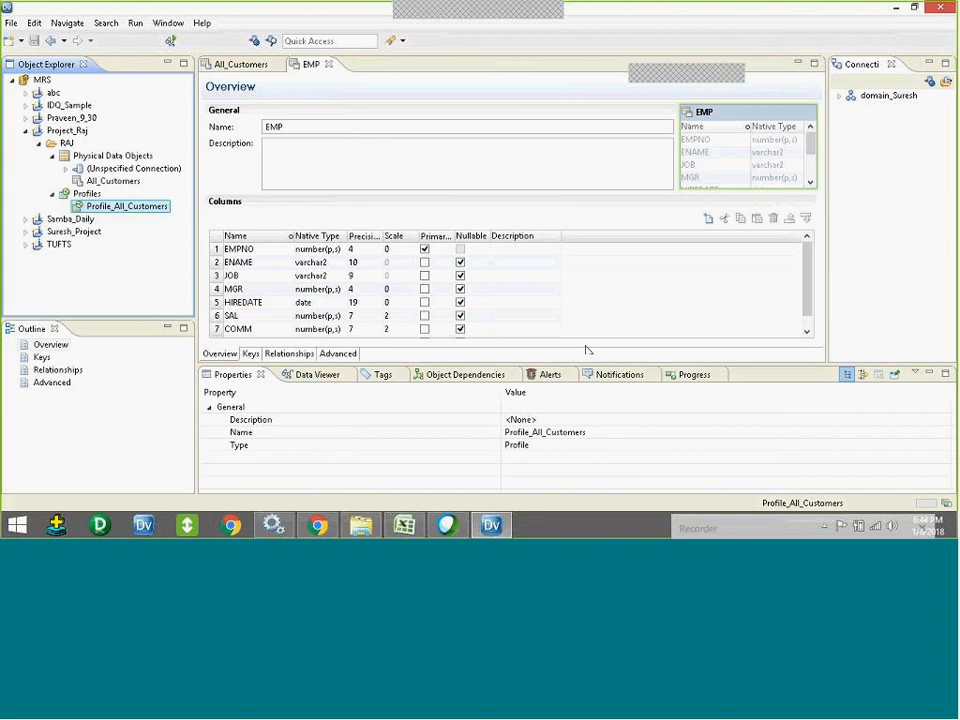 File Edit Navigate Search Run Window Help
Quick Access
Object Explorer
MRS
abc
IDQ_Sample
Praveen_9_30
Project_Raj
RAJ
Physical Data Objects
(Unspecified Connection)
All_Customers
Profiles
Profile_All_Customers
Samba_Daily
Suresh_Project
TUFTS
Outline
Overview
Keys
Relationships
Advanced
All_Customers EMP
Overview
General
Name: EMP
Description:
EMP
Name Native Type
EMPNO number(p,s)
ENAME varchar2
JOB varchar2
MGR number(p,s)
Columns
Name Native Type Precisi... Scale Primar... Nullable Description
1 EMPNO number(p,s) 4 0
2 ENAME varchar2 10 0
3 JOB varchar2 9 0
4 MGR number(p,s) 4 0
5 HIREDATE date 19 0
6 SAL number(p,s) 7 2
7 COMM number(p,s) 7 2
Overview Keys Relationships Advanced
Connecti
domain_Suresh
Properties Data Viewer Tags Object Dependencies Alerts Notifications Progress
Property Value
General
Description <None>
Name Profile_All_Customers
Type Profile
Profile_All_Customers
Dv
D
Dv
Dv
Recorder
6:44 PM
1/8/2018